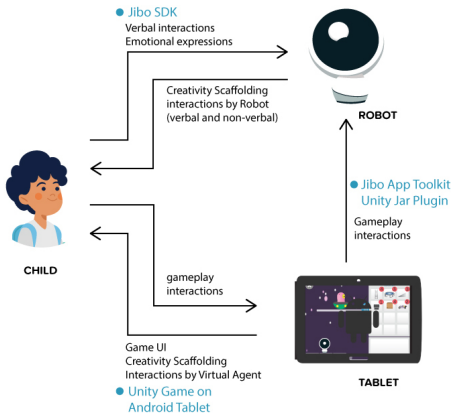 Jibo SDK
Verbal interactions
Emotional expressions
Creativity Scaffolding
interactions by Robot
(verbal and non-verbal)
ROBOT
Jibo App Toolkit
Unity Jar Plugin
Gameplay
interactions
CHILD
gameplay
interactions
Game UI
Creativity Scaffolding
Interactions by Virtual Agent
Unity Game on
Android Tablet
TABLET